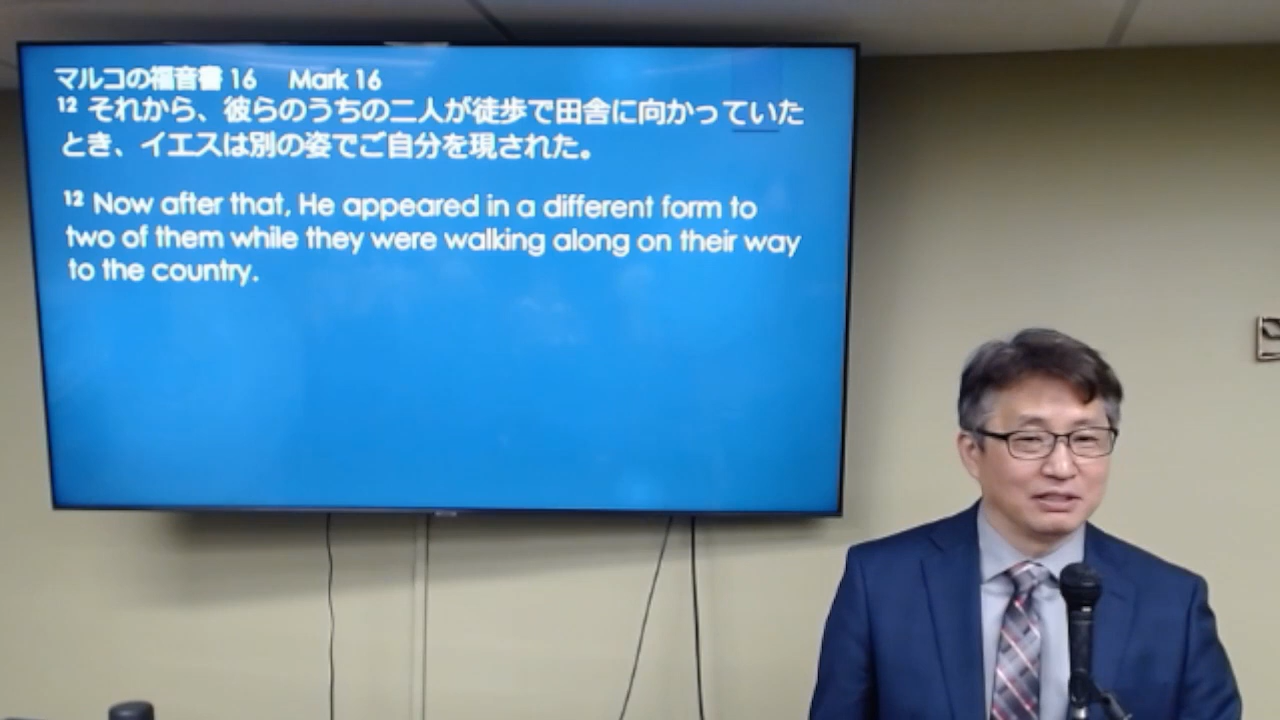 マルコの福音書 16 Mark 16
12 それから、彼らのうちの二人が徒歩で田舎に向かっていた
とき、イエスは別の姿でご自分を現された。
12 Now after that, He appeared in a different form to
two of them while they were walking along on their way
to the country.